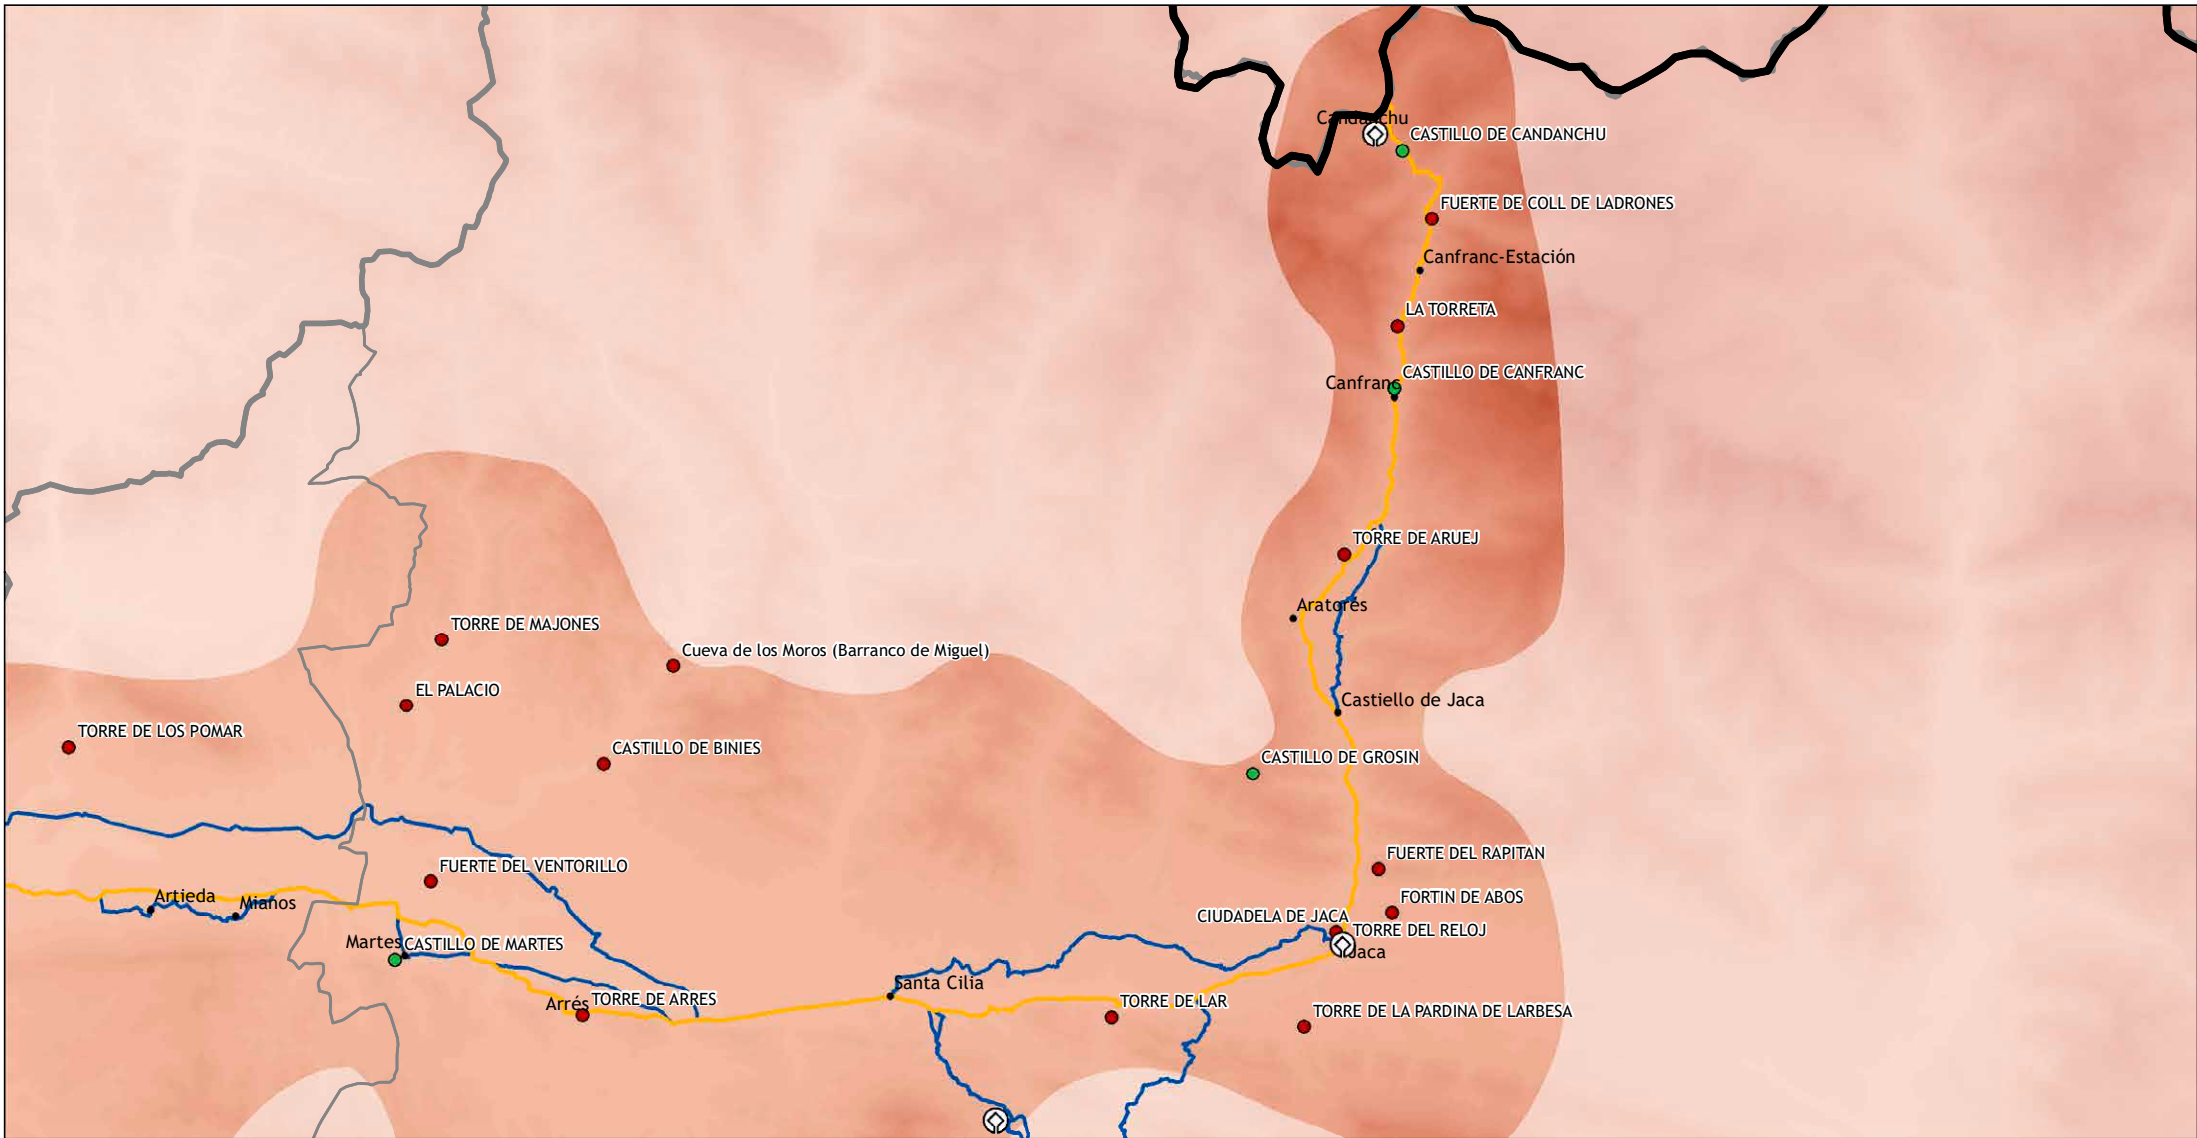 Candanchu
CASTILLO DE CANDANCHU
FUERTE DE COLL DE LADRONES
Canfranc-Estación
LA TORRETA
CASTILLO DE CANFRANC
Canfranc
TORRE DE ARUEJ
Aratorés
TORRE DE MAJONES
Cueva de los Moros (Barranco de Miguel)
EL PALACIO
Castiello de Jaca
TORRE DE LOS POMAR
CASTILLO DE BINIES
CASTILLO DE GROSIN
FUERTE DEL VENTORILLO
FUERTE DEL RAPITAN
Artieda
Mianos
FORTIN DE ABOS
CIUDADELA DE JACA
TORRE DEL RELOJ
Martes
CASTILLO DE MARTES
Jaca
Santa Cilia
Arrés
TORRE DE ARRES
TORRE DE LAR
TORRE DE LA PARDINA DE LARBESA